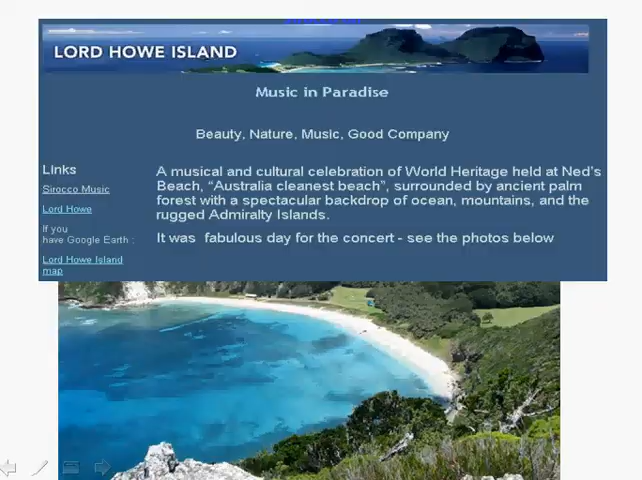 LORD HOWE ISLAND
Music in Paradise
Beauty, Nature, Music, Good Company
Links
Sirocco Music
Lord Howe
If you
have Google Earth :
Lord Howe Island
map
A musical and cultural celebration of World Heritage held at Ned's
Beach, "Australia cleanest beach", surrounded by ancient palm
forest with a spectacular backdrop of ocean, mountains, and the
rugged Admiralty Islands.
It was fabulous day for the concert - see the photos below